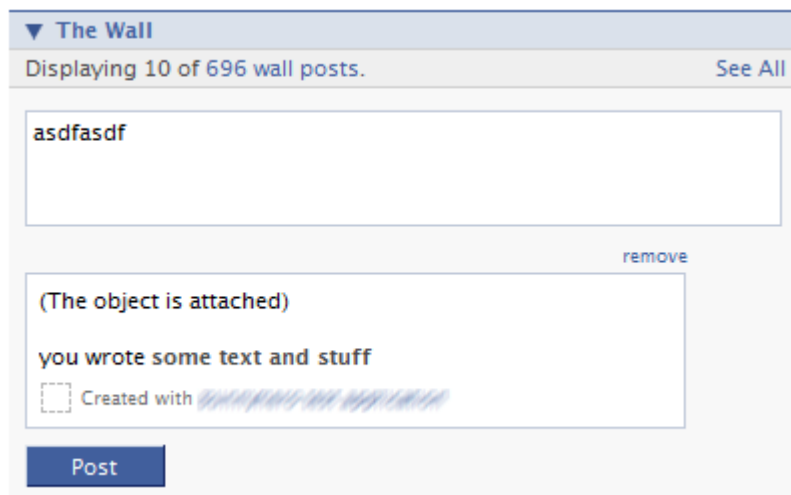 The Wall
Displaying 10 of 696 wall posts. See All
asdfasdf
remove
(The object is attached)
you wrote some text and stuff
Created with
Post